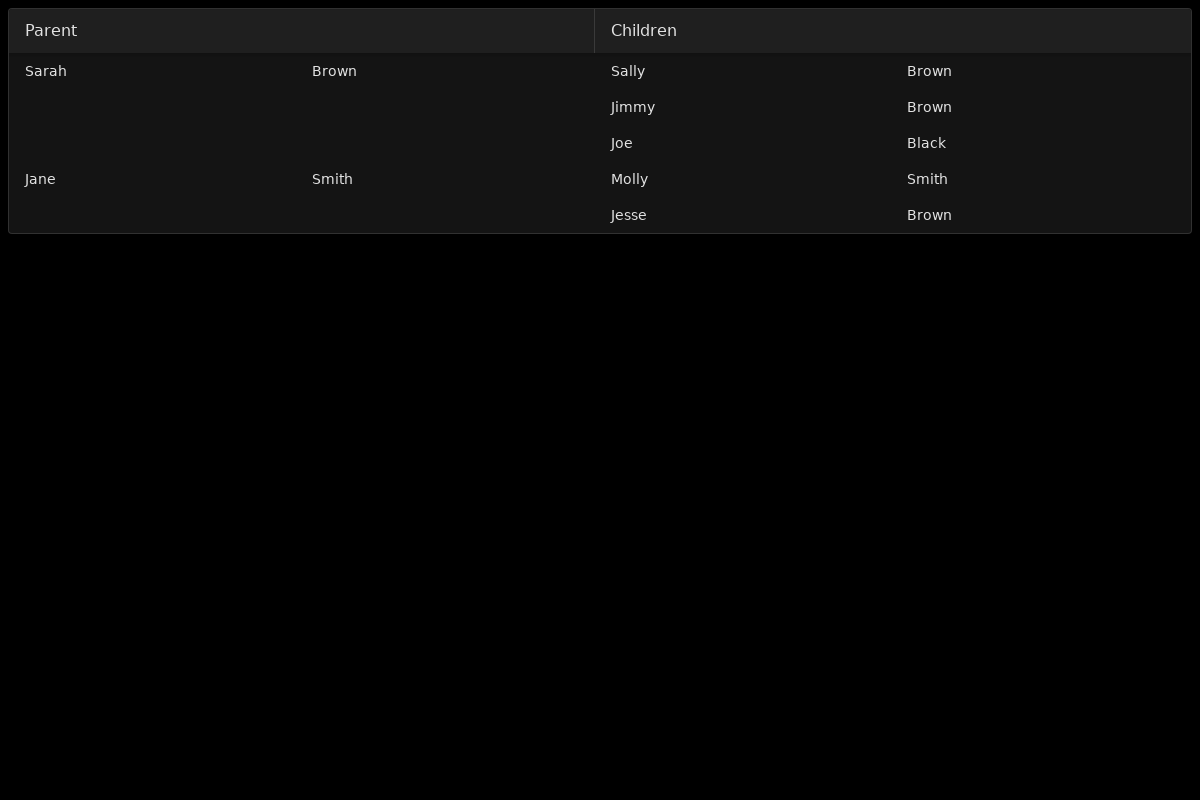 Parent Children
Sarah Brown Sally Brown
Jimmy Brown
Joe Black
Jane Smith Molly Smith
Jesse Brown